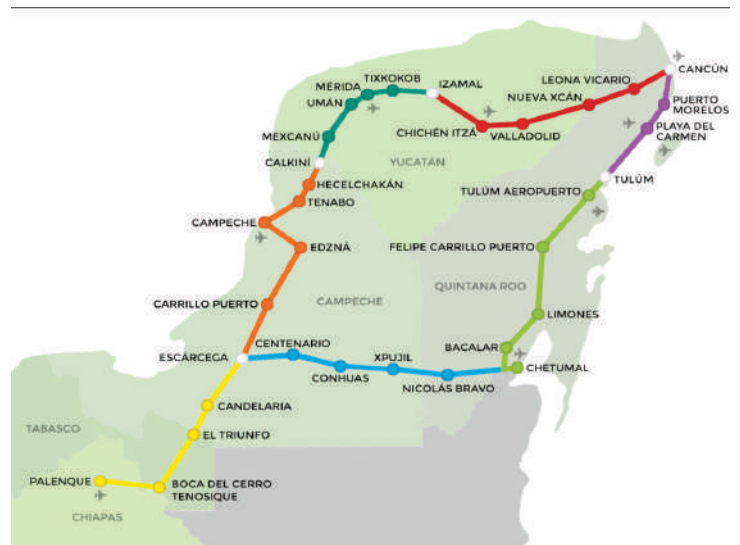 CANCÚN
LEONA VICARIO
TIXKOKOB
MÉRIDA
IZAMAL
UMÁN
NUEVA XCÁN
PUERTO
MORELOS
PLAYA DEL
CARMEN
CHICHÉN ITZÁ
VALLADOLID
MEXCANÚ
CALKINÍ
YUCATÁN
TULÚM
HECELCHAKÁN
TULÚM AEROPUERTO
TENABO
CAMPECHE
EDZNÁ
FELIPE CARRILLO PUERTO
QUINTANA ROO
CARRILLO PUERTO
CAMPECHE
LIMONES
CENTENARIO
BACALAR
ESCÁRCEGA
XPUJIL
CHETUMAL
CONHUAS
NICOLÁS BRAVO
CANDELARIA
TABASCO
EL TRIUNFO
PALENQUE
BOCA DEL CERRO
TENOSIQUE
CHIAPAS